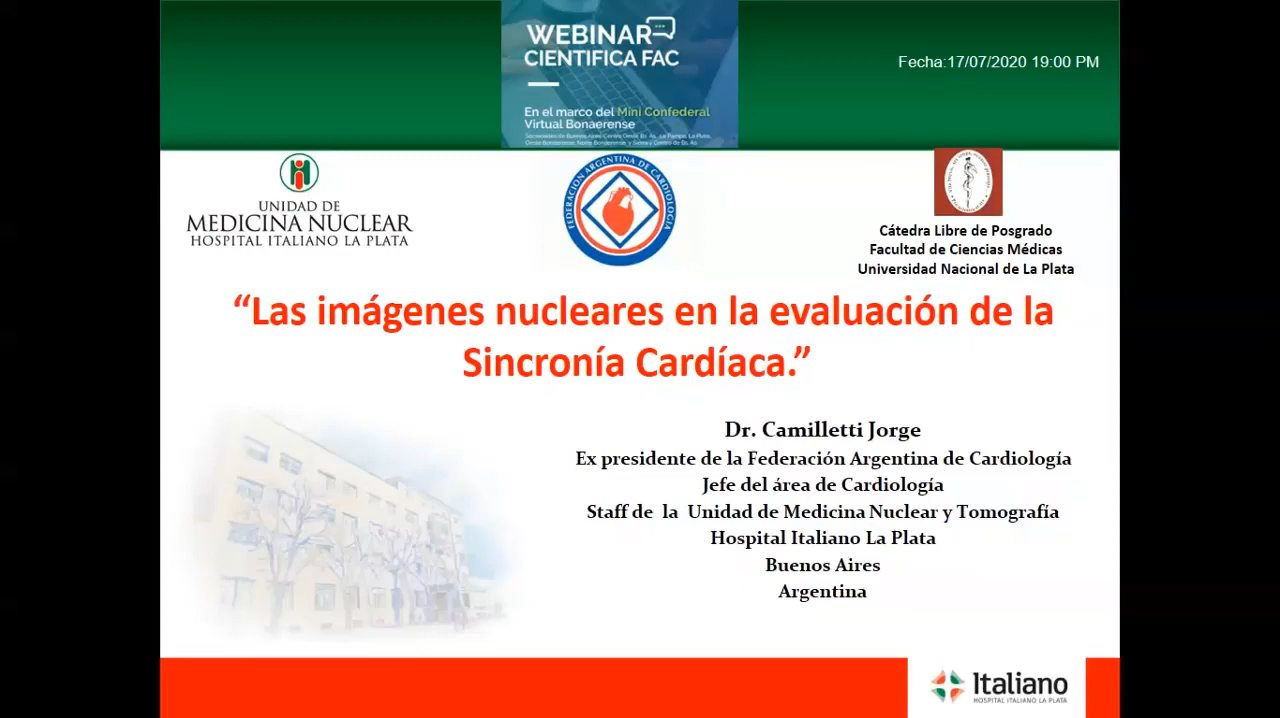 WEBINAR
CIENTIFICA FAC
En el marco del Mini Confederal
Virtual Bonaerense
Fecha:17/07/2020 19:00 PM
UNIDAD DE
MEDICINA NUCLEAR
HOSPITAL ITALIANO LA PLATA
FEDERACIÓN ARGENTINA DE CARDIOLOGÍA
Cátedra Libre de Posgrado
Facultad de Ciencias Médicas
Universidad Nacional de La Plata
“Las imágenes nucleares en la evaluación de la
Sincronía Cardíaca.”
Dr. Camilletti Jorge
Ex presidente de la Federación Argentina de Cardiología
Jefe del área de Cardiología
Staff de la Unidad de Medicina Nuclear y Tomografía
Hospital Italiano La Plata
Buenos Aires
Argentina
Italiano
HOSPITAL ITALIANO LA PLATA